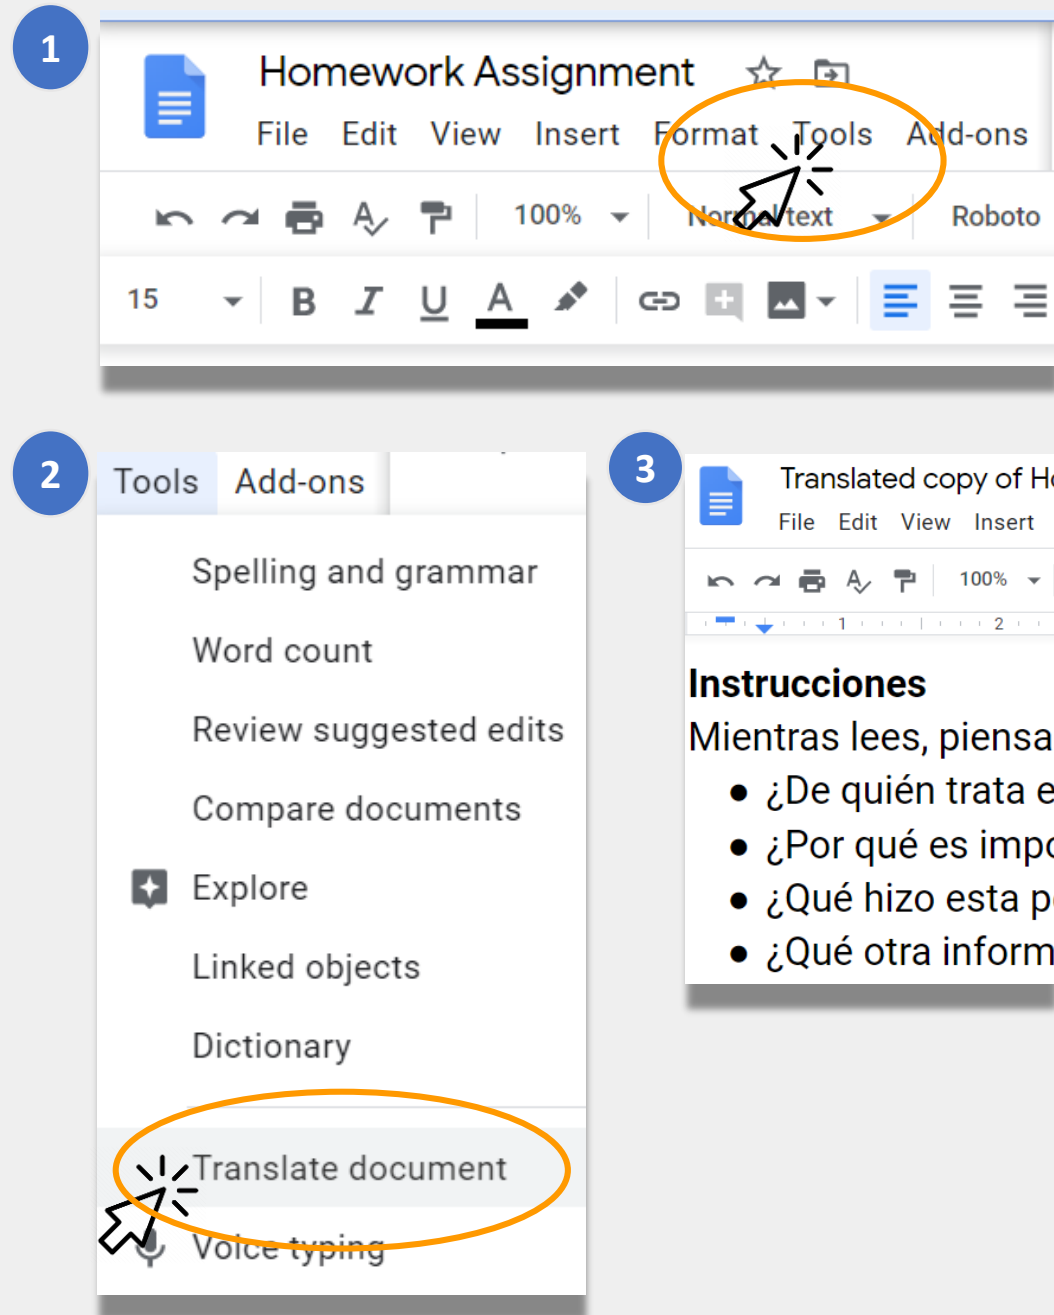 1
Homework Assignment
File Edit View Insert Format Tools Add-ons
100% Normal text Roboto
15 B I U A
2
Tools Add-ons
Spelling and grammar
Word count
Review suggested edits
Compare documents
Explore
Linked objects
Dictionary
Translate document
Voice typing
3
Translated copy of
File Edit View Insert
100%
1 2
Instrucciones
Mientras lees, piensa
● ¿De quién trata
● ¿Por qué es
● ¿Qué hizo esta
● ¿Qué otra